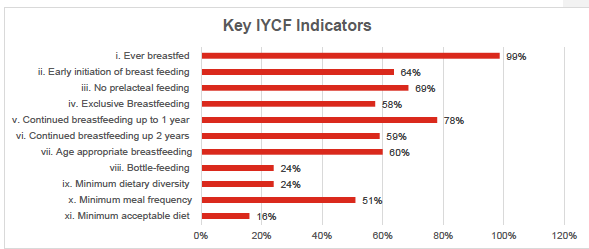 Key IYCF Indicators
i. Ever breastfed 99%
ii. Early initiation of breast feeding 64%
iii. No prelacteal feeding 69%
iv. Exclusive Breastfeeding 58%
v. Continued breastfeeding up to 1 year 78%
vi. Continued breastfeeding up 2 years 59%
vii. Age appropriate breastfeeding 60%
viii. Bottle-feeding 24%
ix. Minimum dietary diversity 24%
x. Minimum meal frequency 51%
xi. Minimum acceptable diet 16%
0% 20% 40% 60% 80% 100% 120%